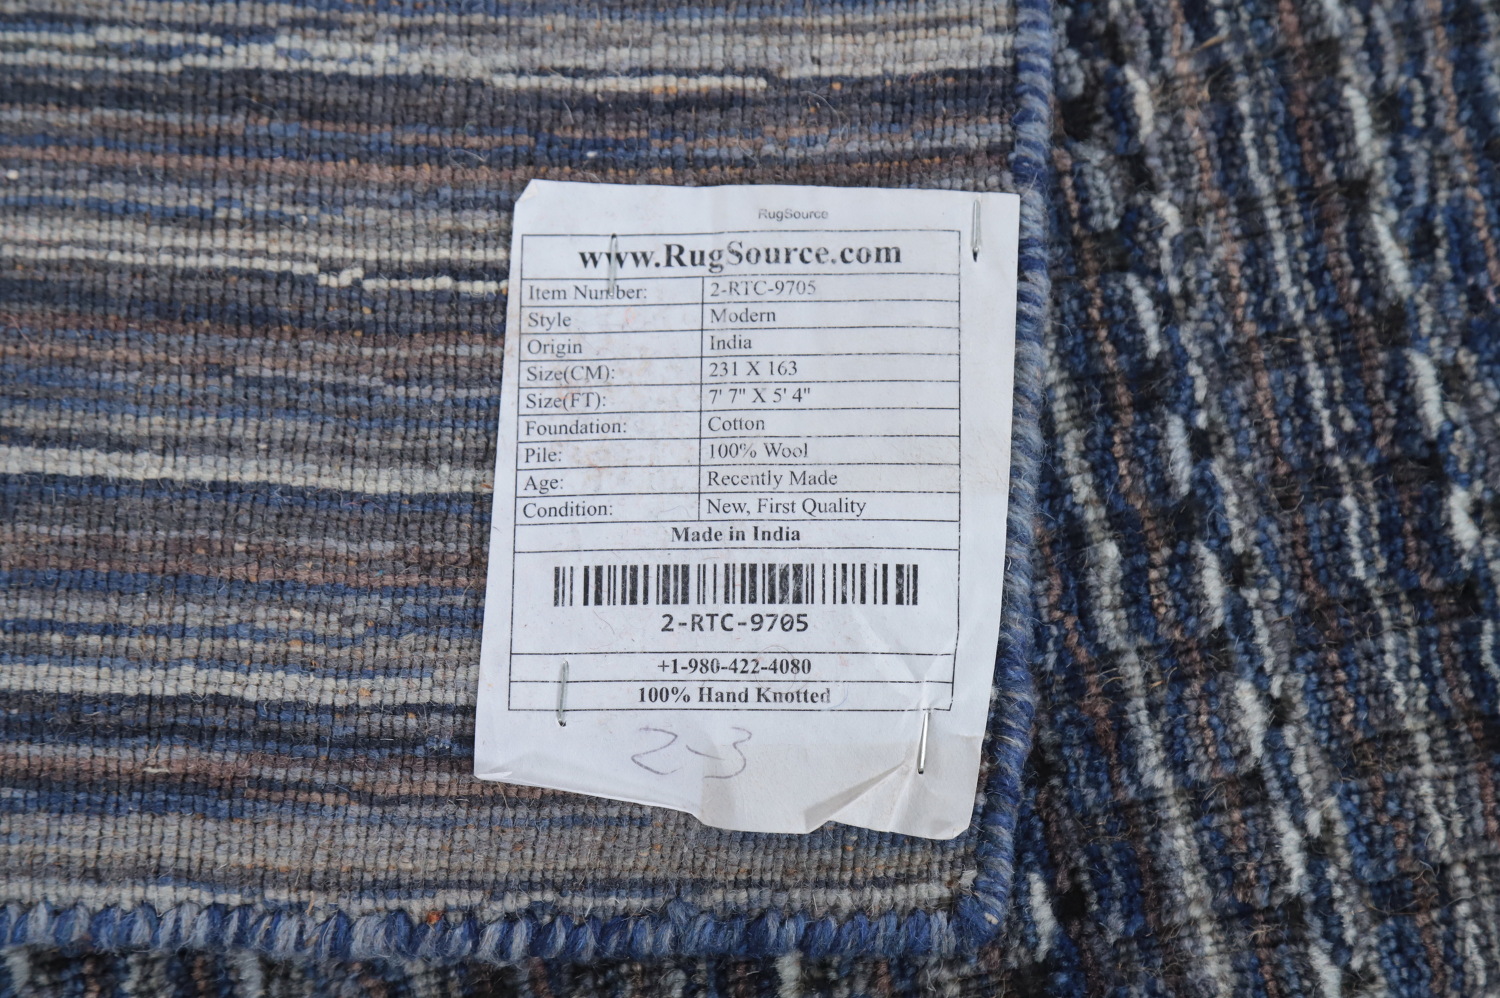 RugSource
www.RugSource.com
Item Number: 2-RTC-9705
Style Modern
Origin India
Size(CM): 231 X 163
Size(FT): 7' 7" X 5' 4"
Foundation: Cotton
Pile: 100% Wool
Age: Recently Made
Condition: New, First Quality
Made in India
2-RTC-9705
+1-980-422-4080
100% Hand Knotted
2-3